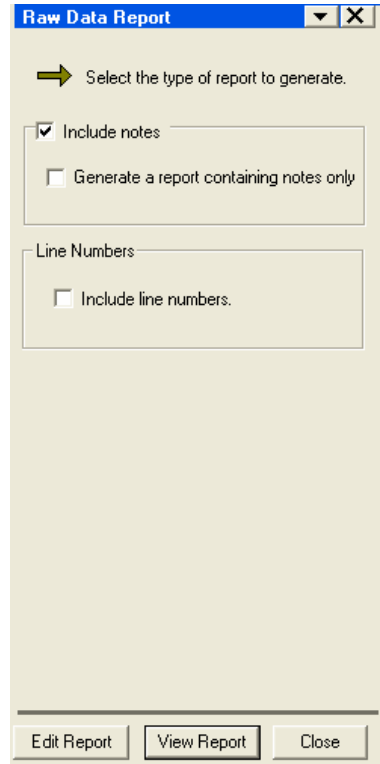 Raw Data Report
Select the type of report to generate.
Include notes
Generate a report containing notes only
Line Numbers
Include line numbers.
Edit Report View Report Close